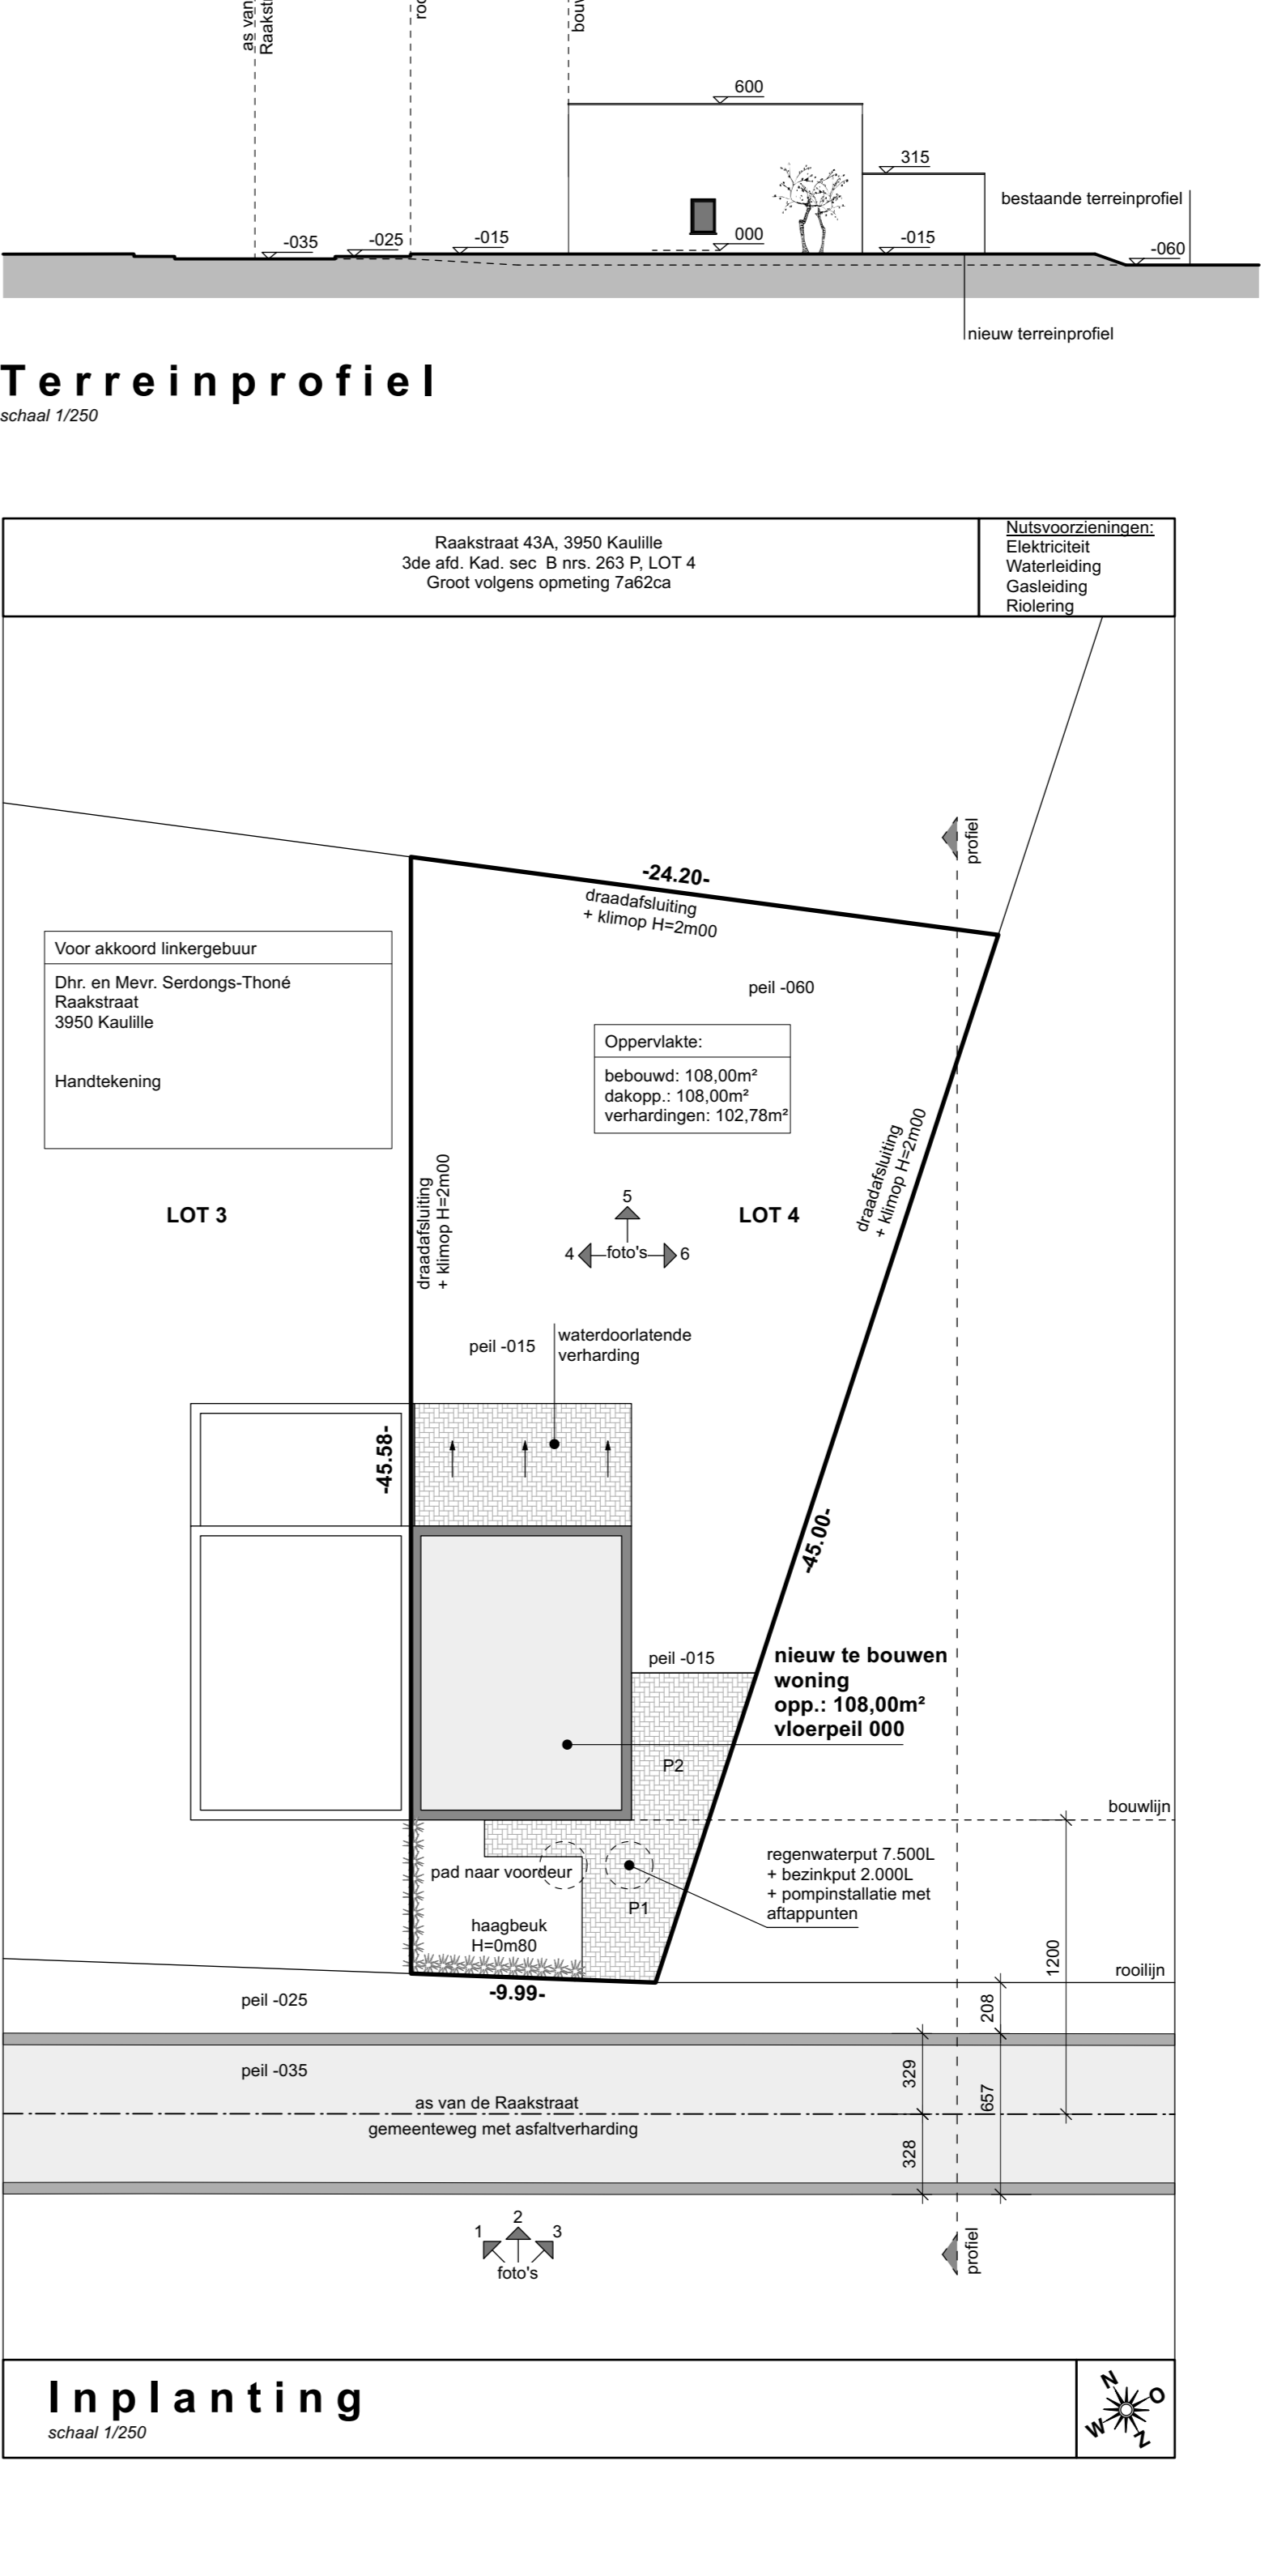 as van
Raakst
600
315
bestaande terreinprofiel
-035
-025
-015
000
-015
-060
nieuw terreinprofiel
Terreinprofiel
schaal 1/250
Raakstraat 43A, 3950 Kaulille
3de afd. Kad. sec B nrs. 263 P, LOT 4
Groot volgens opmeting 7a62ca
Nutsvoorzieningen:
Elektriciteit
Waterleiding
Gasleiding
Riolering
profiel
-24.20-
draadafsluiting
+ klimop H=2m00
Voor akkoord linkergebuur
Dhr. en Mevr. Serdongs-Thoné
Raakstraat
3950 Kaulille
Handtekening
peil -060
Oppervlakte:
bebouwd: 108,00m²
dakopp.: 108,00m²
verhardingen: 102,78m²
draadafsluiting
+ klimop H=2m00
draadafsluiting
+ klimop H=2m00
LOT 3
5
LOT 4
4 foto's 6
peil -015
waterdoorlatende
verharding
-45.58-
-45.00-
peil -015
nieuw te bouwen
woning
opp.: 108,00m²
vloerpeil 000
P2
bouwlijn
regenwaterput 7.500L
+ bezinkput 2.000L
+ pompinstallatie met
aftappunten
pad naar voordeur
P1
haagbeuk
H=0m80
1200
rooilijn
-9.99-
peil -025
208
peil -035
329
657
as van de Raakstraat
gemeenteweg met asfaltverharding
328
1 2 3
foto's
profiel
Inplanting
schaal 1/250
N
O
W
Z